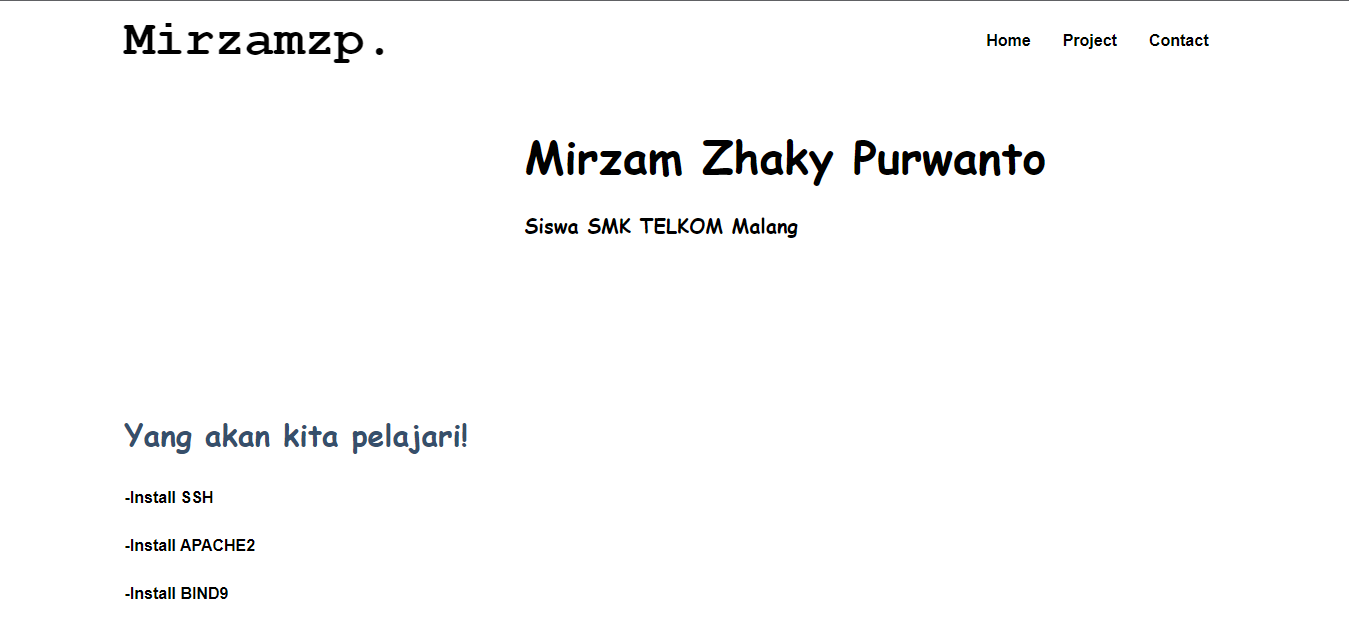 Mirzamzp.
Home Project Contact
Mirzam Zhaky Purwanto
Siswa SMK TELKOM Malang
Yang akan kita pelajari!
-Install SSH
-Install APACHE2
-Install BIND9